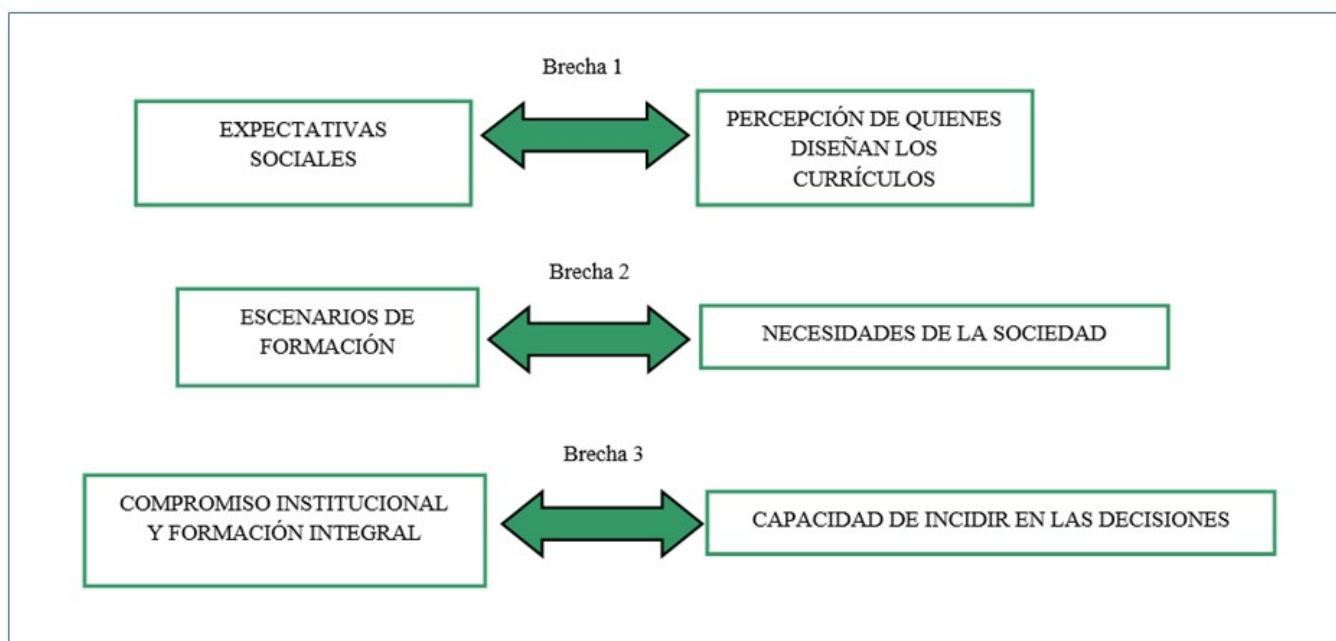 Brecha 1
EXPECTATIVAS
SOCIALES
PERCEPCIÓN DE QUIENES
DISEÑAN LOS
CURRÍCULOS
Brecha 2
ESCENARIOS DE
FORMACIÓN
NECESIDADES DE LA SOCIEDAD
Brecha 3
COMPROMISO INSTITUCIONAL
Y FORMACIÓN INTEGRAL
CAPACIDAD DE INCIDIR EN LAS DECISIONES